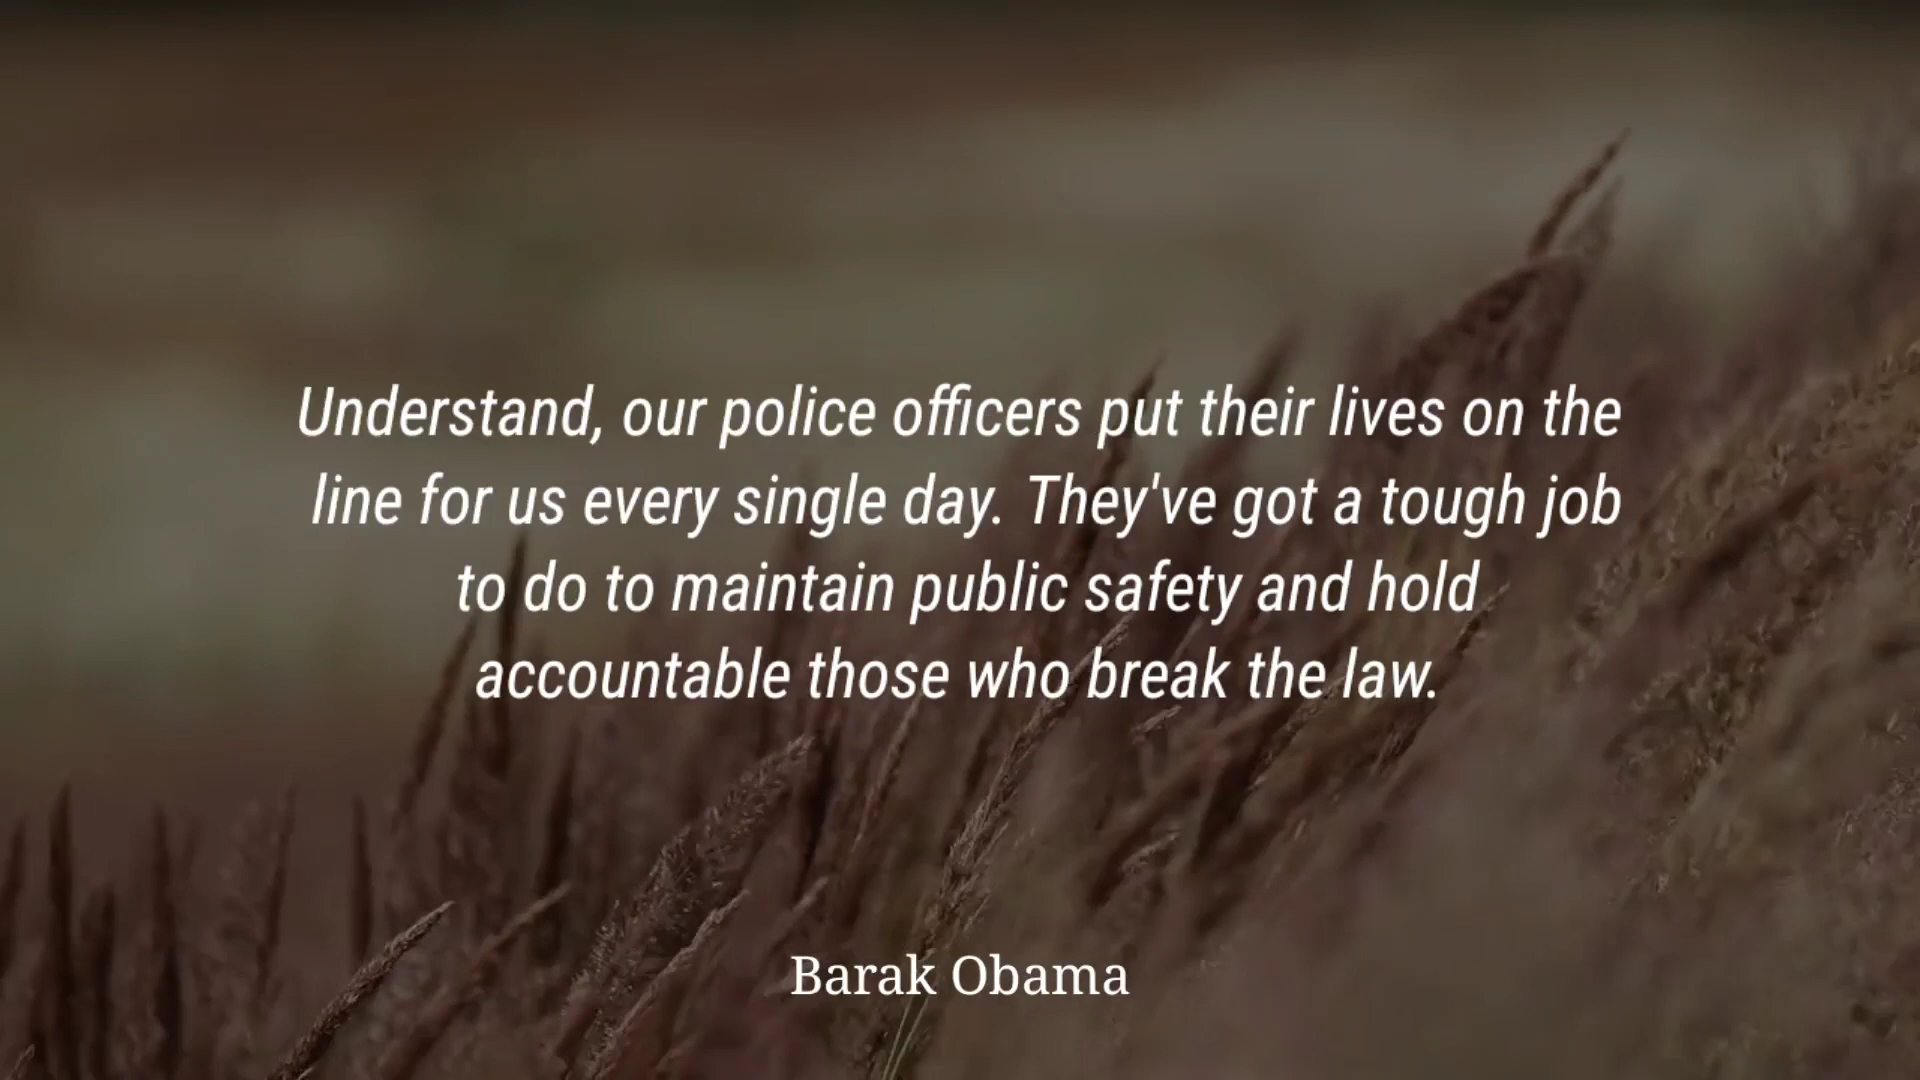 Understand, our police officers put their lives on the
line for us every single day. They've got a tough job
to do to maintain public safety and hold
accountable those who break the law.
Barak Obama